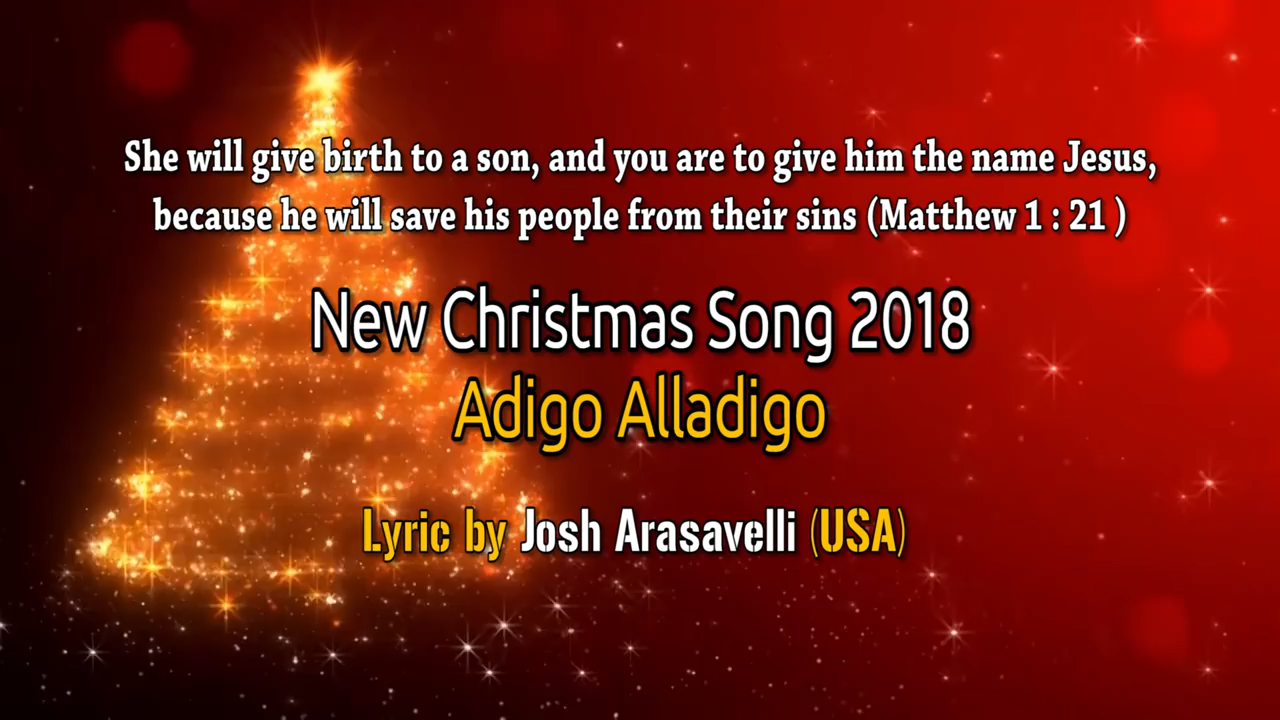 She will give birth to a son, and you are to give him the name Jesus,
because he will save his people from their sins (Matthew 1 : 21 )
New Christmas Song 2018
Adigo Alladigo
Lyric by Josh Arasavelli (USA)